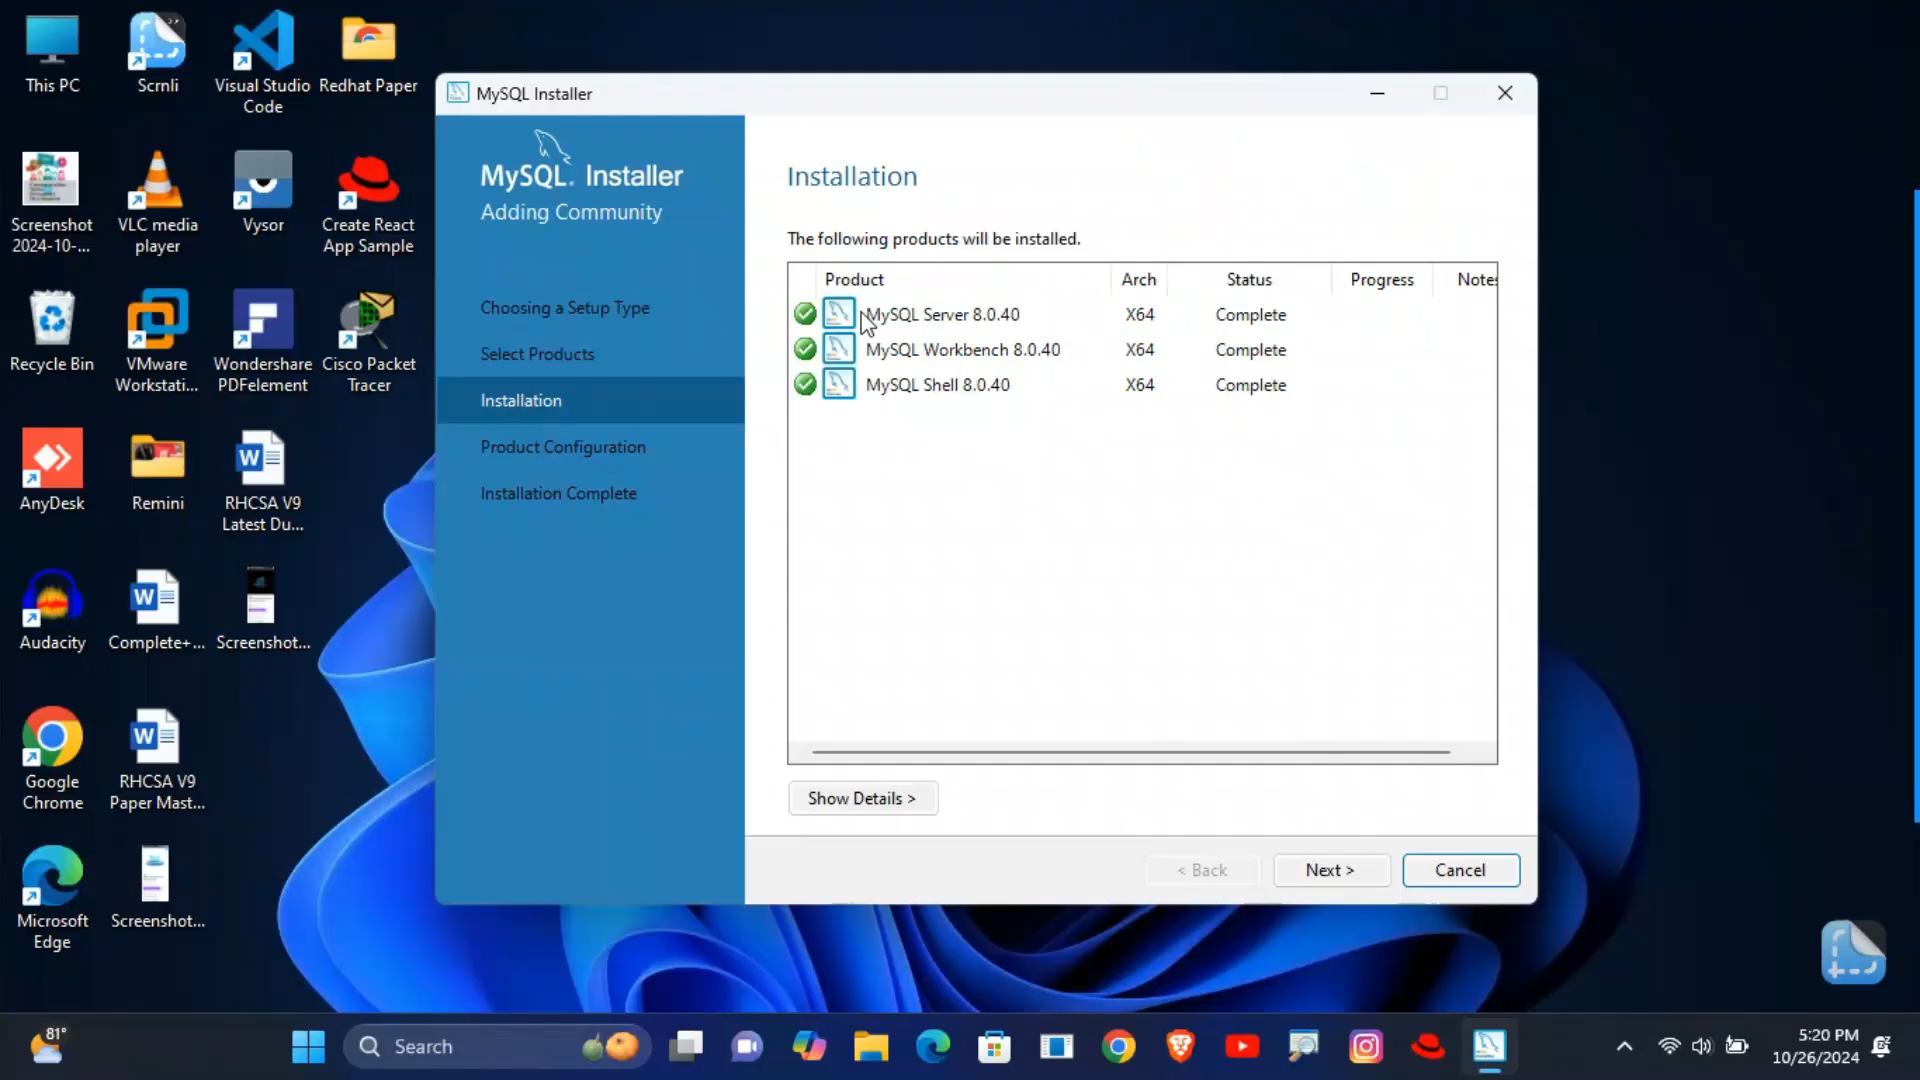 This PC
Scrnli
Visual Studio
Code
Redhat Paper
Screenshot
2024-10-...
VLC media
player
Vysor
Create React
App Sample
Recycle Bin
VMware
Workstati...
Wondershare
PDFelement
Cisco Packet
Tracer
AnyDesk
Remini
RHCSA V9
Latest Du...
Audacity
Complete+...
Screenshot...
Google
Chrome
RHCSA V9
Paper Mast...
Microsoft
Edge
Screenshot...
MySQL Installer
MySQL. Installer
Adding Community
Choosing a Setup Type
Select Products
Installation
Product Configuration
Installation Complete
Installation
The following products will be installed.
Product Arch Status Progress Notes
MySQL Server 8.0.40 X64 Complete
MySQL Workbench 8.0.40 X64 Complete
MySQL Shell 8.0.40 X64 Complete
Show Details >
< Back Next > Cancel
81°
Search
5:20 PM
10/26/2024